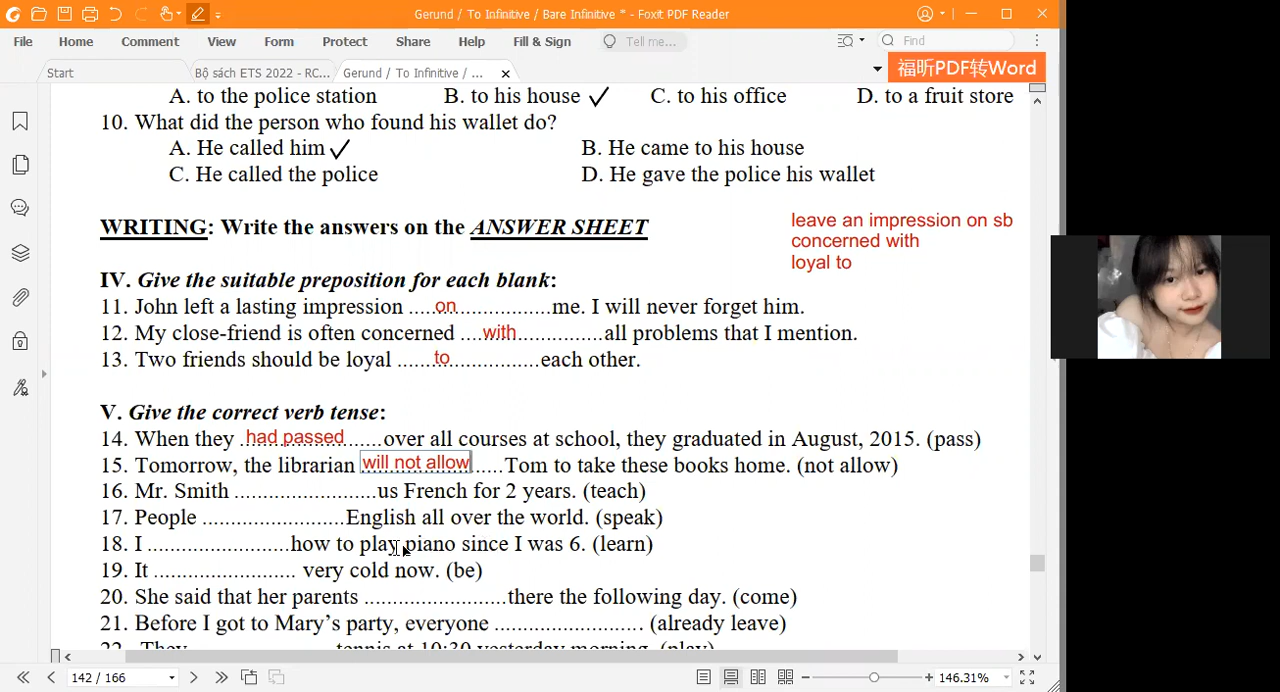 Gerund / To Infinitive / Bare Infinitive * - Foxit PDF Reader
File Home Comment View Form Protect Share Help Fill & Sign Tell me... Find
Start Bộ sách ETS 2022 - RC... Gerund / To Infinitive / ... 福昕PDF转Word
A. to the police station B. to his house ✓ C. to his office D. to a fruit store
10. What did the person who found his wallet do?
A. He called him ✓ B. He came to his house
C. He called the police D. He gave the police his wallet
WRITING: Write the answers on the ANSWER SHEET
leave an impression on sb
concerned with
loyal to
IV. Give the suitable preposition for each blank:
11. John left a lasting impression ....on......................me. I will never forget him.
12. My close-friend is often concerned ....with.................all problems that I mention.
13. Two friends should be loyal .......to......................each other.
V. Give the correct verb tense:
14. When they .had passed......over all courses at school, they graduated in August, 2015. (pass)
15. Tomorrow, the librarian will not allow.....Tom to take these books home. (not allow)
16. Mr. Smith ..........................us French for 2 years. (teach)
17. People ..........................English all over the world. (speak)
18. I ..........................how to play piano since I was 6. (learn)
19. It .......................... very cold now. (be)
20. She said that her parents ..........................there the following day. (come)
21. Before I got to Mary's party, everyone ........................... (already leave)
22. They .......................... tennis at 10:30 yesterday morning. (play)
142 / 166 146.31%